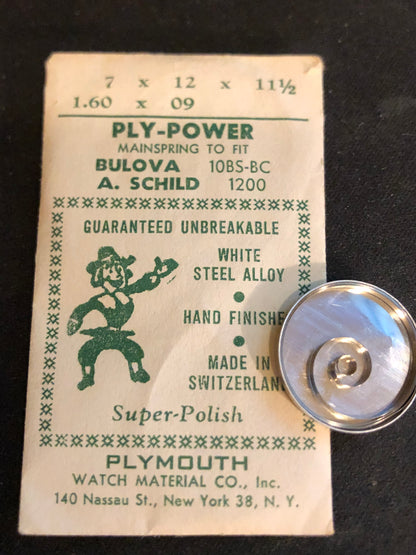 7 x 12 x 11½
1.60 x 09
PLY-POWER
MAINSPRING TO FIT
BULOVA 10BS-BC
A. SCHILD 1200
GUARANTEED UNBREAKABLE
WHITE
STEEL ALLOY
HAND FINISHE
MADE IN
SWITZERLAN
Super-Polish
PLYMOUTH
WATCH MATERIAL CO., Inc.
140 Nassau St., New York 38, N. Y.